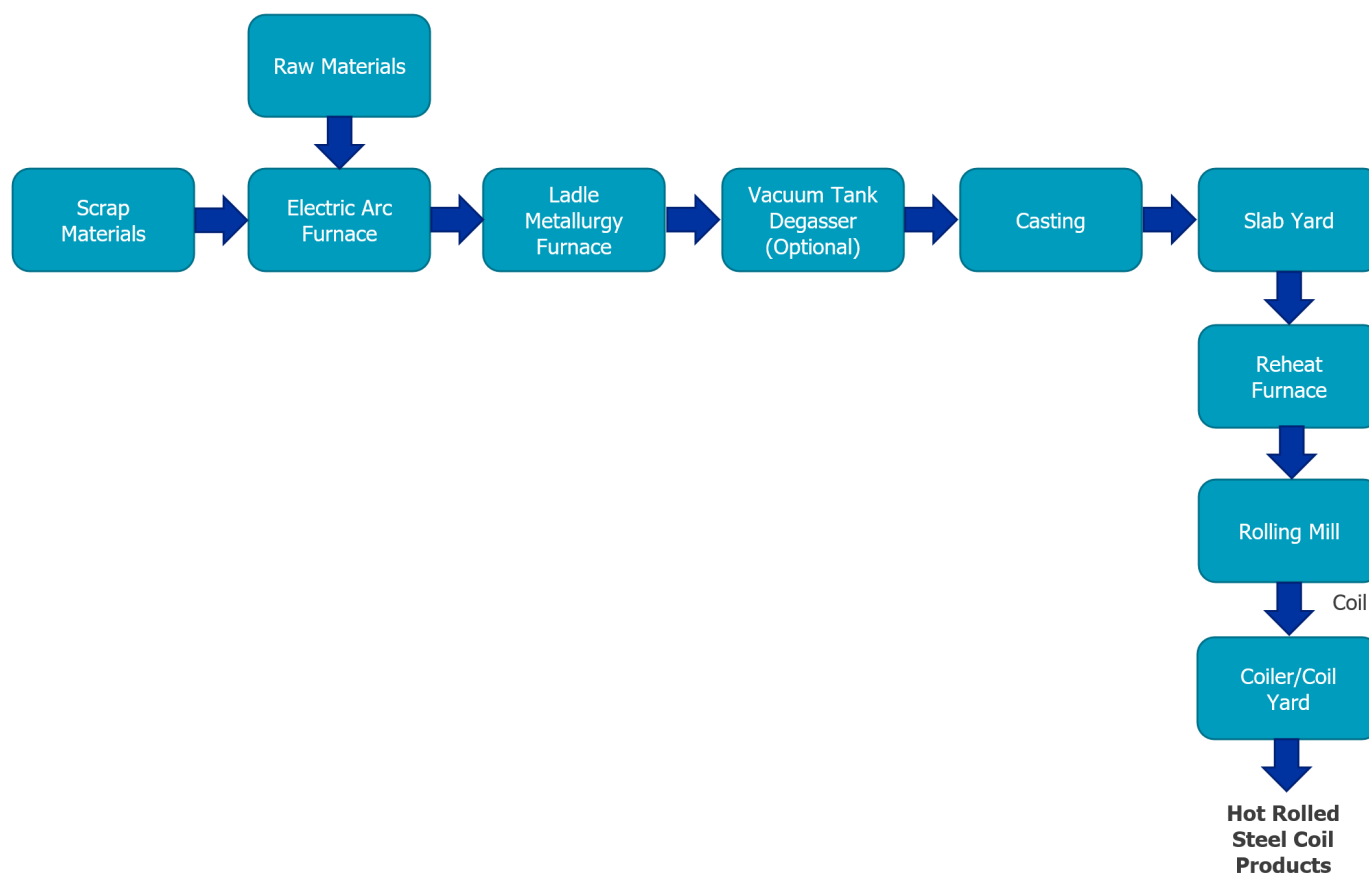 Raw Materials
Scrap
Materials
Electric Arc
Furnace
Ladle
Metallurgy
Furnace
Vacuum Tank
Degasser
(Optional)
Casting
Slab Yard
Reheat
Furnace
Rolling Mill
Coil
Coiler/Coil
Yard
Hot Rolled
Steel Coil
Products